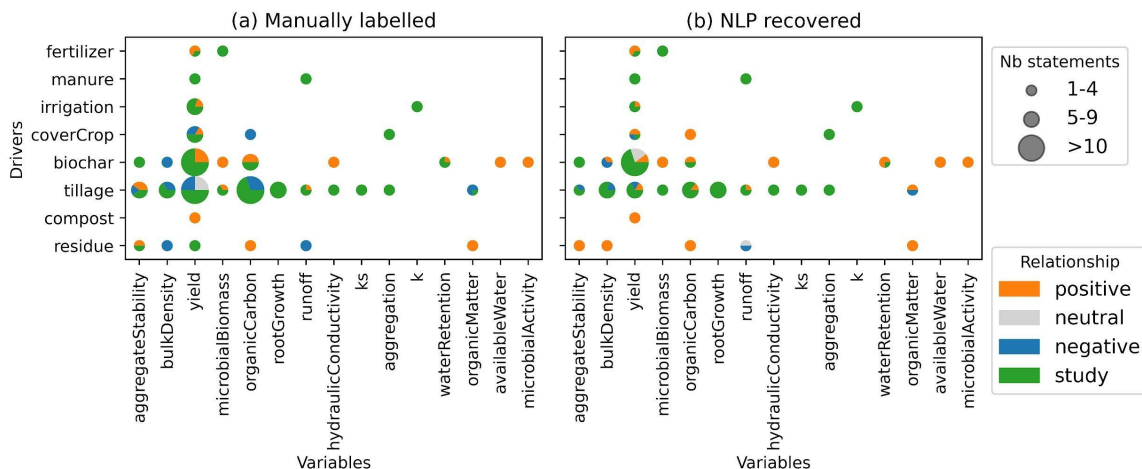 (a) Manually labelled
(b) NLP recovered
Drivers
fertilizer
manure
irrigation
coverCrop
biochar
tillage
compost
residue
aggregateStability
bulkDensity
yield
microbialBiomass
organicCarbon
rootGrowth
runoff
hydraulicConductivity
ks
aggregation
k
waterRetention
organicMatter
availableWater
microbialActivity
Variables
aggregateStability
bulkDensity
yield
microbialBiomass
organicCarbon
rootGrowth
runoff
hydraulicConductivity
ks
aggregation
k
waterRetention
organicMatter
availableWater
microbialActivity
Variables
Nb statements
1-4
5-9
>10
Relationship
positive
neutral
negative
study